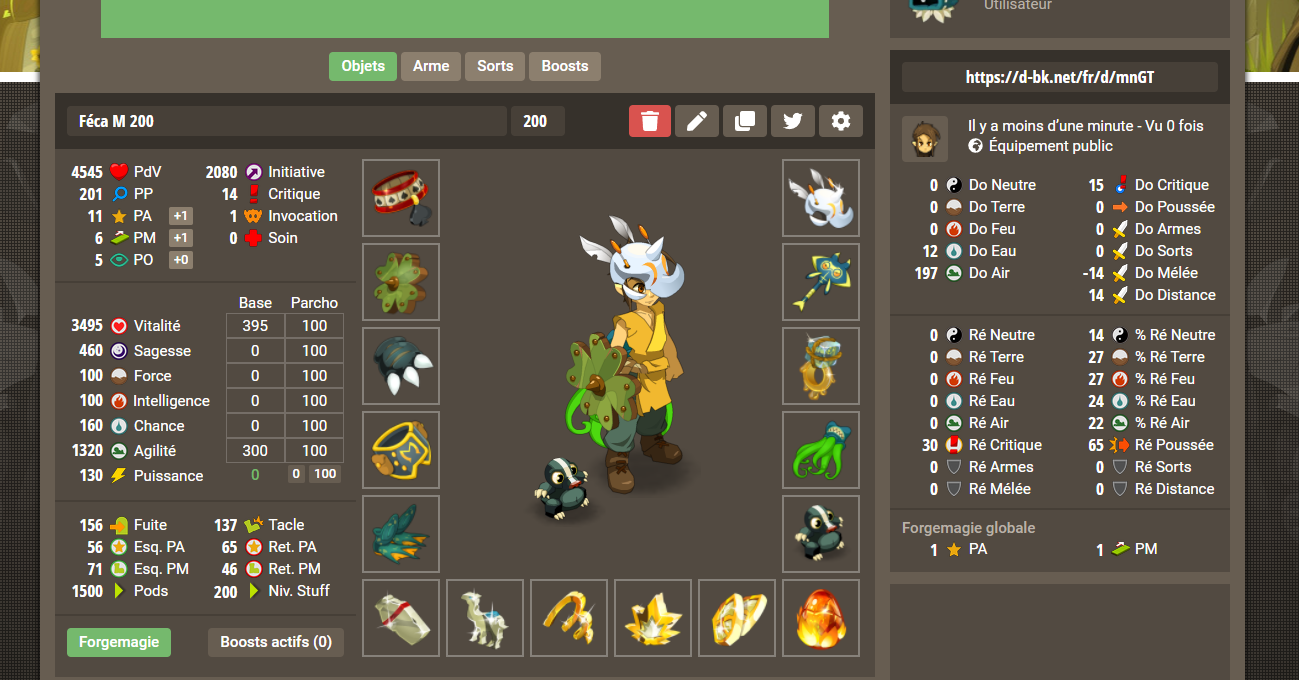 Utilisateur
Objets
Arme
Sorts
Boosts
Féca M 200
200
4545 PdV
2080 Initiative
201 PP
14 Critique
11 PA +1
1 Invocation
6 PM +1
0 Soin
5 PO +0
Base Parcho
3495 Vitalité 395 100
460 Sagesse 0 100
100 Force 0 100
100 Intelligence 0 100
160 Chance 0 100
1320 Agilité 300 100
130 Puissance 0 0 100
156 Fuite
137 Tacle
56 Esq. PA
65 Ret. PA
71 Esq. PM
46 Ret. PM
1500 Pods
200 Niv. Stuff
Forgemagie
Boosts actifs (0)
https://d-bk.net/fr/d/mnGT
Il y a moins d’une minute - Vu 0 fois
Équipement public
0 Do Neutre
15 Do Critique
0 Do Terre
0 Do Poussée
0 Do Feu
0 Do Armes
12 Do Eau
0 Do Sorts
197 Do Air
-14 Do Mélée
14 Do Distance
0 Ré Neutre
14 % Ré Neutre
0 Ré Terre
27 % Ré Terre
0 Ré Feu
27 % Ré Feu
0 Ré Eau
24 % Ré Eau
0 Ré Air
22 % Ré Air
30 Ré Critique
65 Ré Poussée
0 Ré Armes
0 Ré Sorts
0 Ré Mélée
0 Ré Distance
Forgemagie globale
1 PA
1 PM